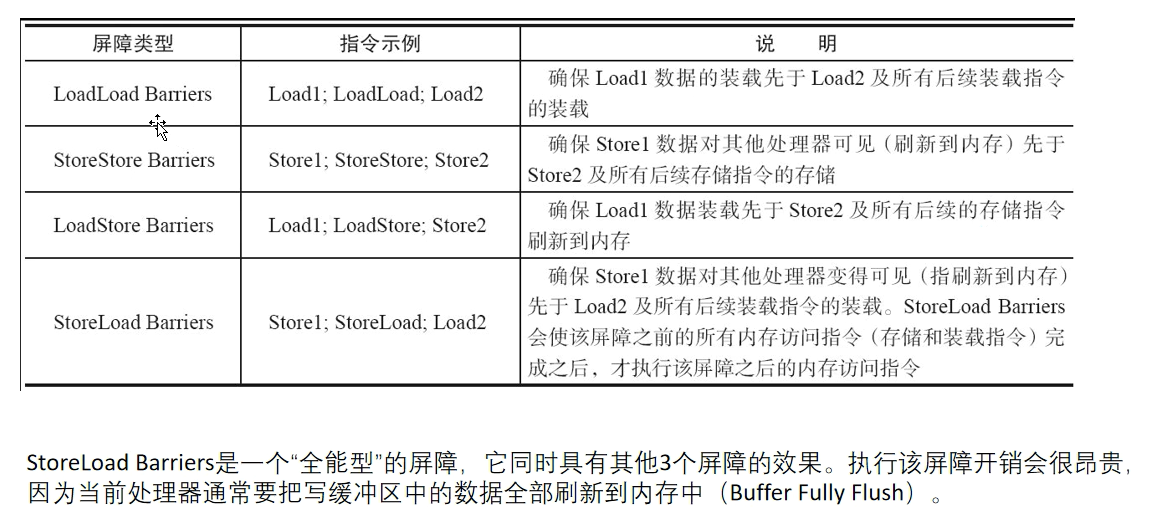 屏障类型 指令示例 说 明
LoadLoad Barriers Load1; LoadLoad; Load2 确保 Load1 数据的装载先于 Load2 及所有后续装载指令
的装载
StoreStore Barriers Store1; StoreStore; Store2 确保 Store1 数据对其他处理器可见（刷新到内存）先于
Store2 及所有后续存储指令的存储
LoadStore Barriers Load1; LoadStore; Store2 确保 Load1 数据装载先于 Store2 及所有后续的存储指令
刷新到内存
StoreLoad Barriers Store1; StoreLoad; Load2 确保 Store1 数据对其他处理器变得可见（指刷新到内存）
先于 Load2 及所有后续装载指令的装载。StoreLoad Barriers
会使该屏障之前的所有内存访问指令（存储和装载指令）完
成之后，才执行该屏障之后的内存访问指令
StoreLoad Barriers是一个“全能型”的屏障，它同时具有其他3个屏障的效果。执行该屏障开销会很昂贵，
因为当前处理器通常要把写缓冲区中的数据全部刷新到内存中（Buffer Fully Flush）。